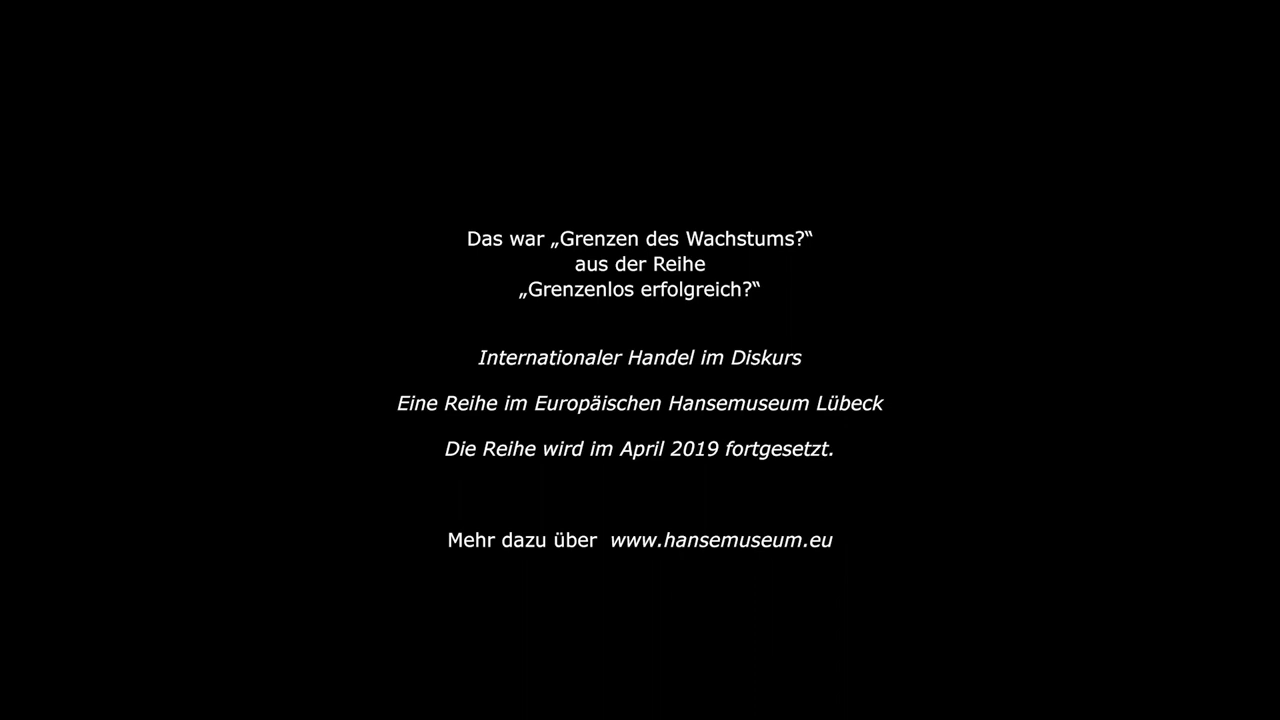 Das war „Grenzen des Wachstums?“
aus der Reihe
„Grenzenlos erfolgreich?“
Internationaler Handel im Diskurs
Eine Reihe im Europäischen Hansemuseum Lübeck
Die Reihe wird im April 2019 fortgesetzt.
Mehr dazu über www.hansemuseum.eu